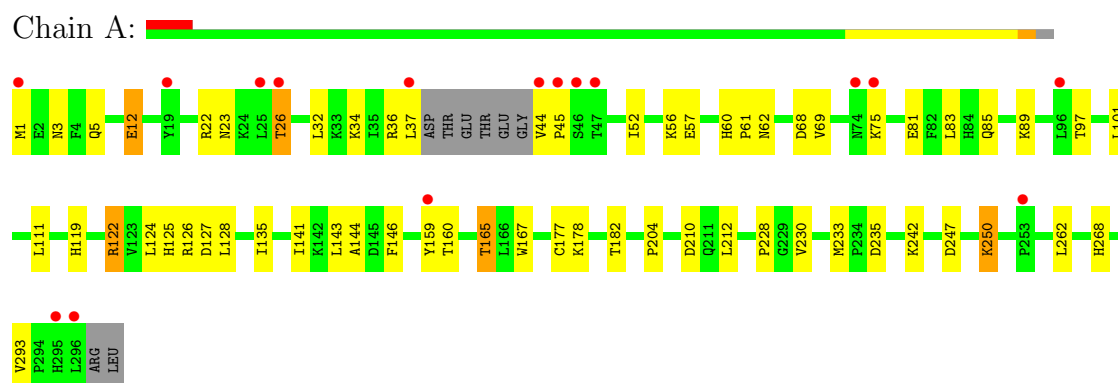 Chain A:
M1 E2 N3 F4 Q5 E12 Y19 R22 N23 K24 L25 T26 L32 K33 K34 I35 R36 L37 ASP THR GLU THR GLU GLY V44 P45 S46 T47 I52 K56 E57 H60 P61 N62 D68 V69 N74 K75 E81 F82 L83 H84 Q85 K89 L96 T97
L111 H119 R122 V123 L124 H125 R126 D127 L128 I135 I141 K142 L143 A144 D145 F146 Y159 T160 T165 L166 W167 C177 K178 T182 P204 D210 Q211 L212 P228 G229 V230 M233 P234 D235 K242 D247 K250 P253 L262 H268
V293 P294 H295 L296 ARG LEU